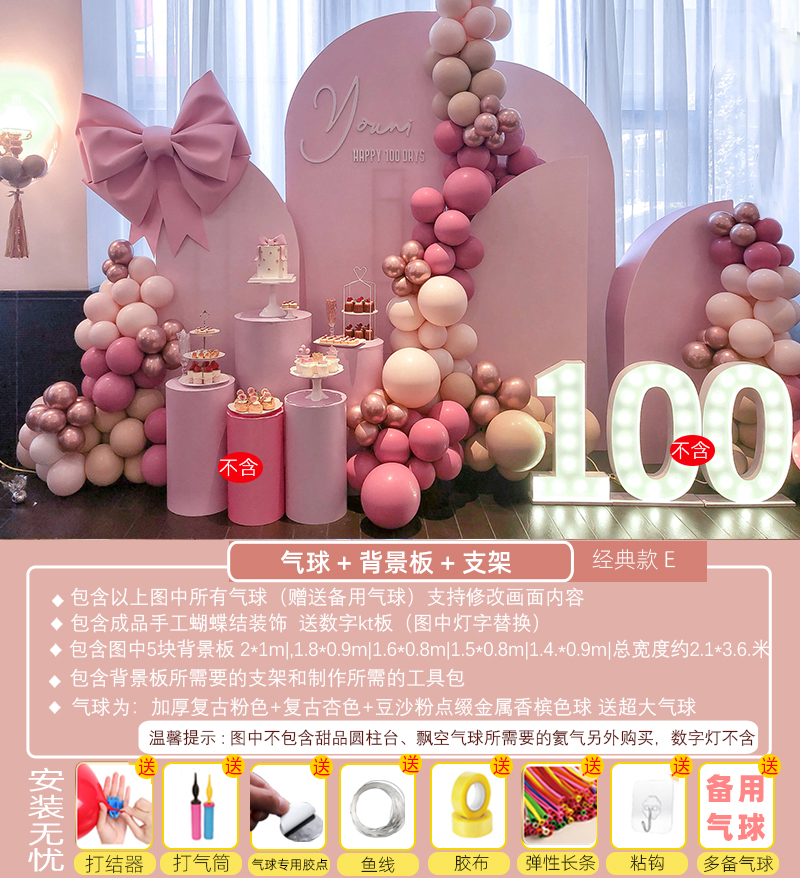 Youni
HAPPY 100 DAYS
100
不含
不含
气球 + 背景板 + 支架
经典款 E
◆ 包含以上图中所有气球（赠送备用气球）支持修改画面内容
◆ 包含成品手工蝴蝶结装饰 送数字kt板（图中灯字替换）
◆ 包含图中5块背景板 2*1m|,1.8*0.9m|1.6*0.8m|1.5*0.8m|1.4.*0.9m|总宽度约2.1*3.6.米
◆ 包含背景板所需要的支架和制作所需的工具包
◆ 气球为：加厚复古粉色+复古杏色+豆沙粉点缀金属香槟色球 送超大气球
温馨提示 : 图中不包含甜品圆柱台、飘空气球所需要的氦气另外购买，数字灯不含
安装无忧
送 送 送 送 送 送 送 送
备用
气球
打结器 打气筒 气球专用胶点 鱼线 胶布 弹性长条 粘钩 多备气球